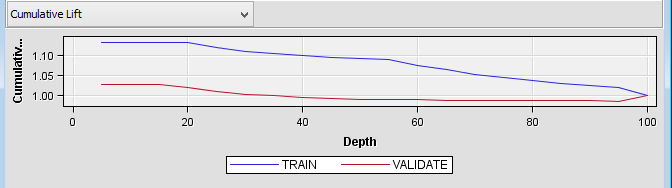 Cumulative Lift
Cumulativ...
1.10
1.05
1.00
0 20 40 60 80 100
Depth
TRAIN VALIDATE